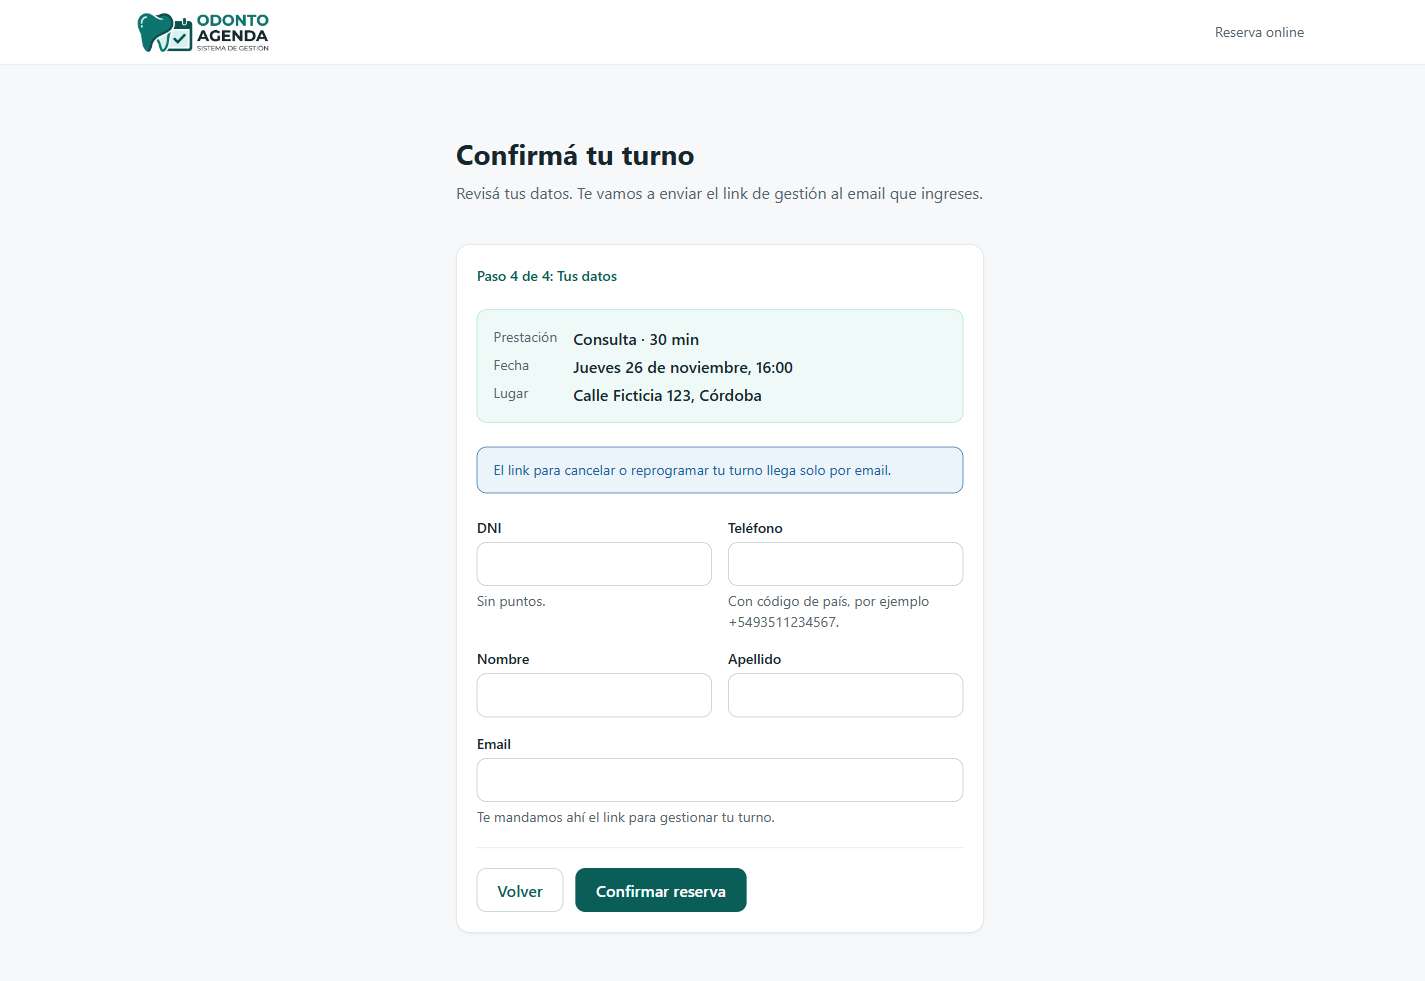 ODONTO
AGENDA
SISTEMA DE GESTIÓN
Reserva online
Confirmá tu turno
Revisá tus datos. Te vamos a enviar el link de gestión al email que ingreses.
Paso 4 de 4: Tus datos
Prestación Consulta · 30 min
Fecha Jueves 26 de noviembre, 16:00
Lugar Calle Ficticia 123, Córdoba
El link para cancelar o reprogramar tu turno llega solo por email.
DNI Teléfono
Sin puntos. Con código de país, por ejemplo
+5493511234567.
Nombre Apellido
Email
Te mandamos ahí el link para gestionar tu turno.
Volver Confirmar reserva